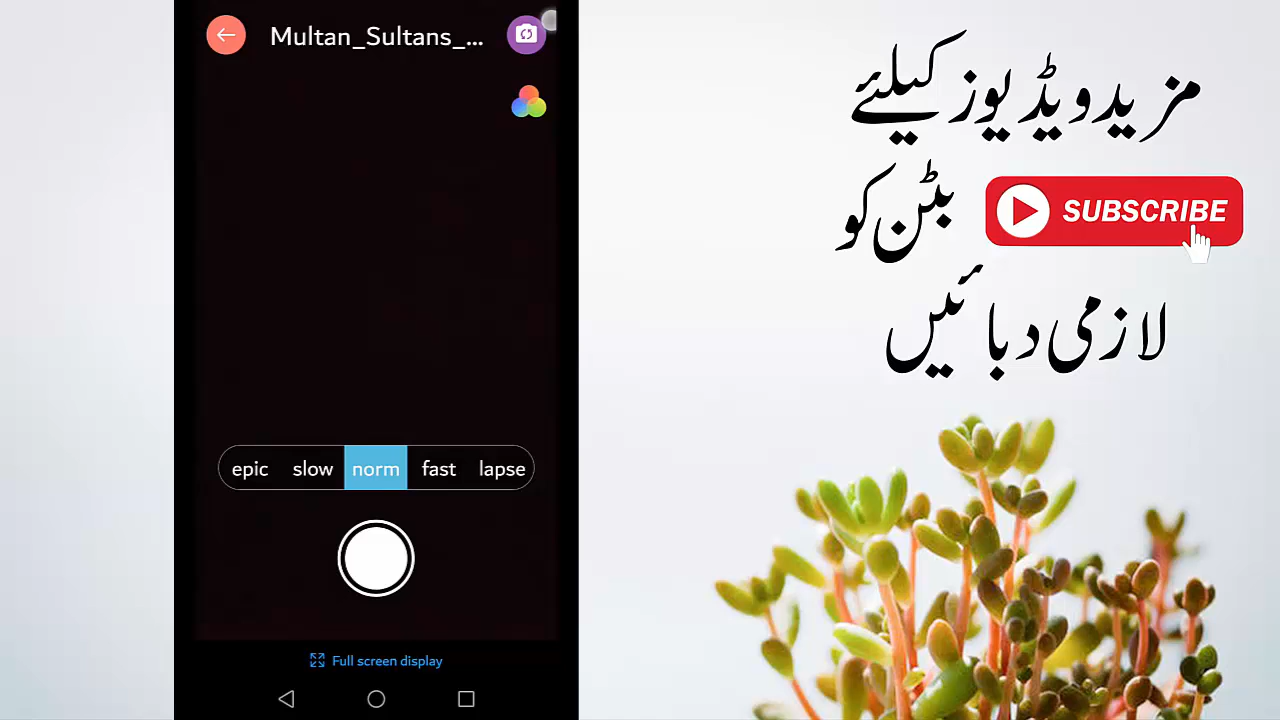 Multan_Sultans_...
epic slow norm fast lapse
Full screen display
مزید ویڈیوز کیلئے
SUBSCRIBE بٹن کو
لازمی دبائیں